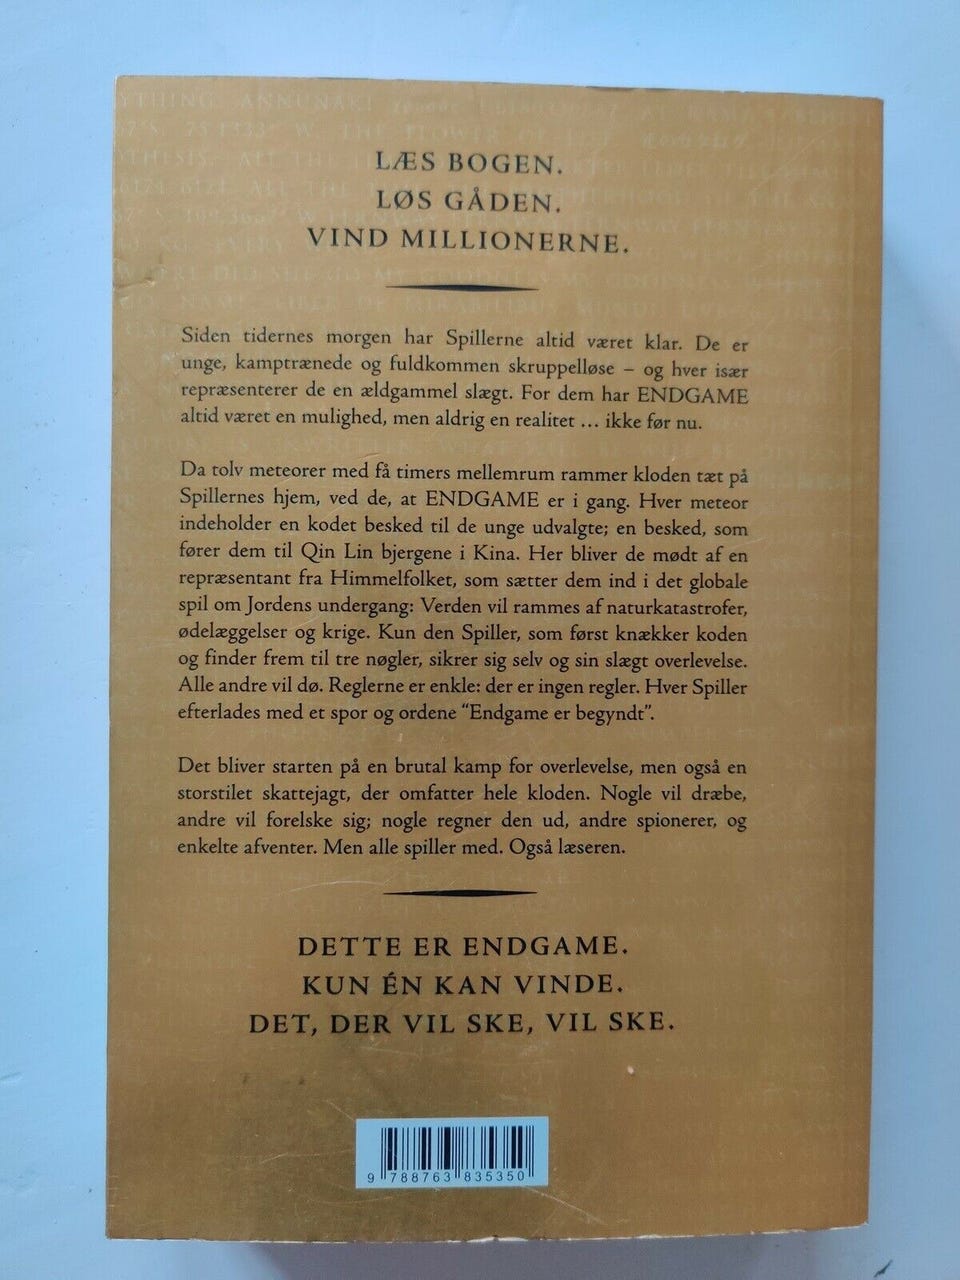 LÆS BOGEN.
LØS GÅDEN.
VIND MILLIONERNE.
Siden tidernes morgen har Spillerne altid været klar. De er
unge, kamptrænede og fuldkommen skruppelløse – og hver især
repræsenterer de en ældgammel slægt. For dem har ENDGAME
altid været en mulighed, men aldrig en realitet ... ikke før nu.
Da tolv meteorer med få timers mellemrum rammer kloden tæt på
Spillernes hjem, ved de, at ENDGAME er i gang. Hver meteor
indeholder en kodet besked til de unge udvalgte; en besked, som
fører dem til Qin Lin bjergene i Kina. Her bliver de mødt af en
repræsentant fra Himmelfolket, som sætter dem ind i det globale
spil om Jordens undergang: Verden vil rammes af naturkatastrofer,
ødelæggelser og krige. Kun den Spiller, som først knækker koden
og finder frem til tre nøgler, sikrer sig selv og sin slægt overlevelse.
Alle andre vil dø. Reglerne er enkle: der er ingen regler. Hver Spiller
efterlades med et spor og ordene “Endgame er begyndt”.
Det bliver starten på en brutal kamp for overlevelse, men også en
storstilet skattejagt, der omfatter hele kloden. Nogle vil dræbe,
andre vil forelske sig; nogle regner den ud, andre spionerer, og
enkelte afventer. Men alle spiller med. Også læseren.
DETTE ER ENDGAME.
KUN ÉN KAN VINDE.
DET, DER VIL SKE, VIL SKE.
9 788763 835350